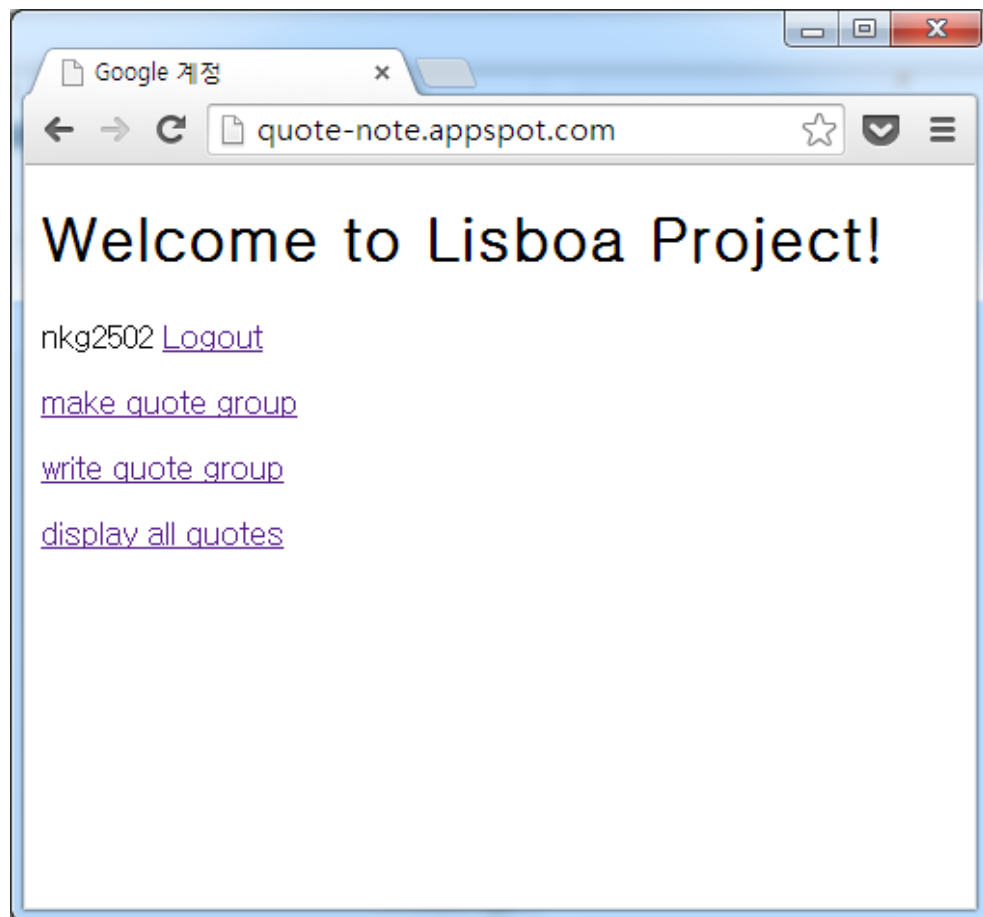 Google 계정
quote-note.appspot.com
Welcome to Lisboa Project!
nkg2502 Logout
make quote group
write quote group
display all quotes